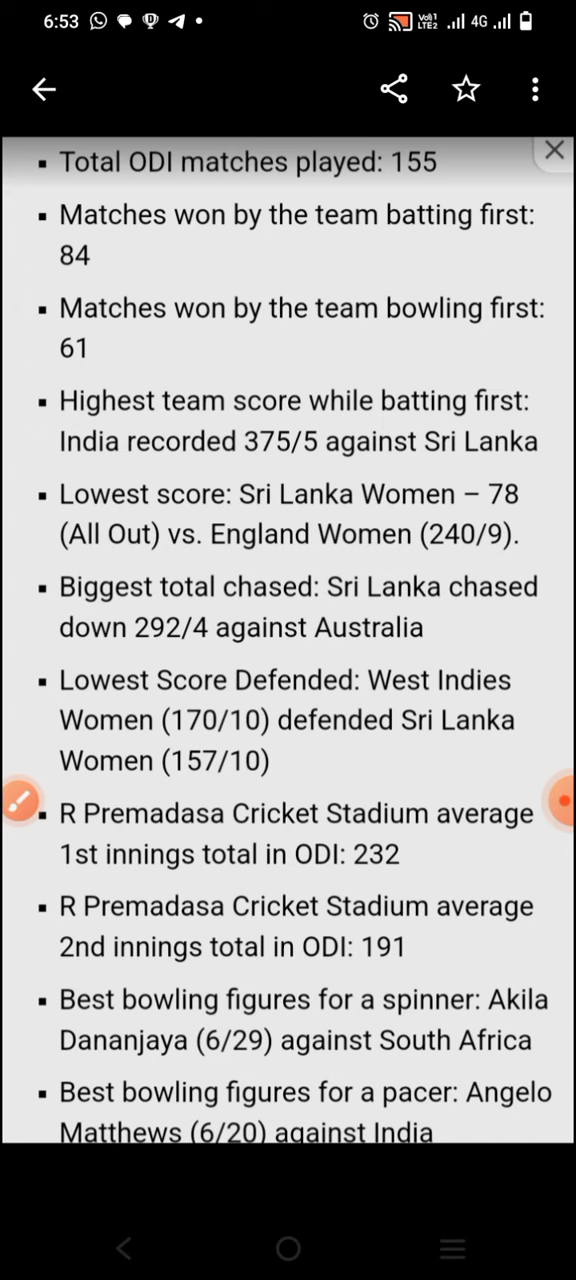 6:53
Vo)) 1
LTE2
4G
▪ Total ODI matches played: 155
▪ Matches won by the team batting first:
84
▪ Matches won by the team bowling first:
61
▪ Highest team score while batting first:
India recorded 375/5 against Sri Lanka
▪ Lowest score: Sri Lanka Women – 78
(All Out) vs. England Women (240/9).
▪ Biggest total chased: Sri Lanka chased
down 292/4 against Australia
▪ Lowest Score Defended: West Indies
Women (170/10) defended Sri Lanka
Women (157/10)
▪ R Premadasa Cricket Stadium average
1st innings total in ODI: 232
▪ R Premadasa Cricket Stadium average
2nd innings total in ODI: 191
▪ Best bowling figures for a spinner: Akila
Dananjaya (6/29) against South Africa
▪ Best bowling figures for a pacer: Angelo
Matthews (6/20) against India